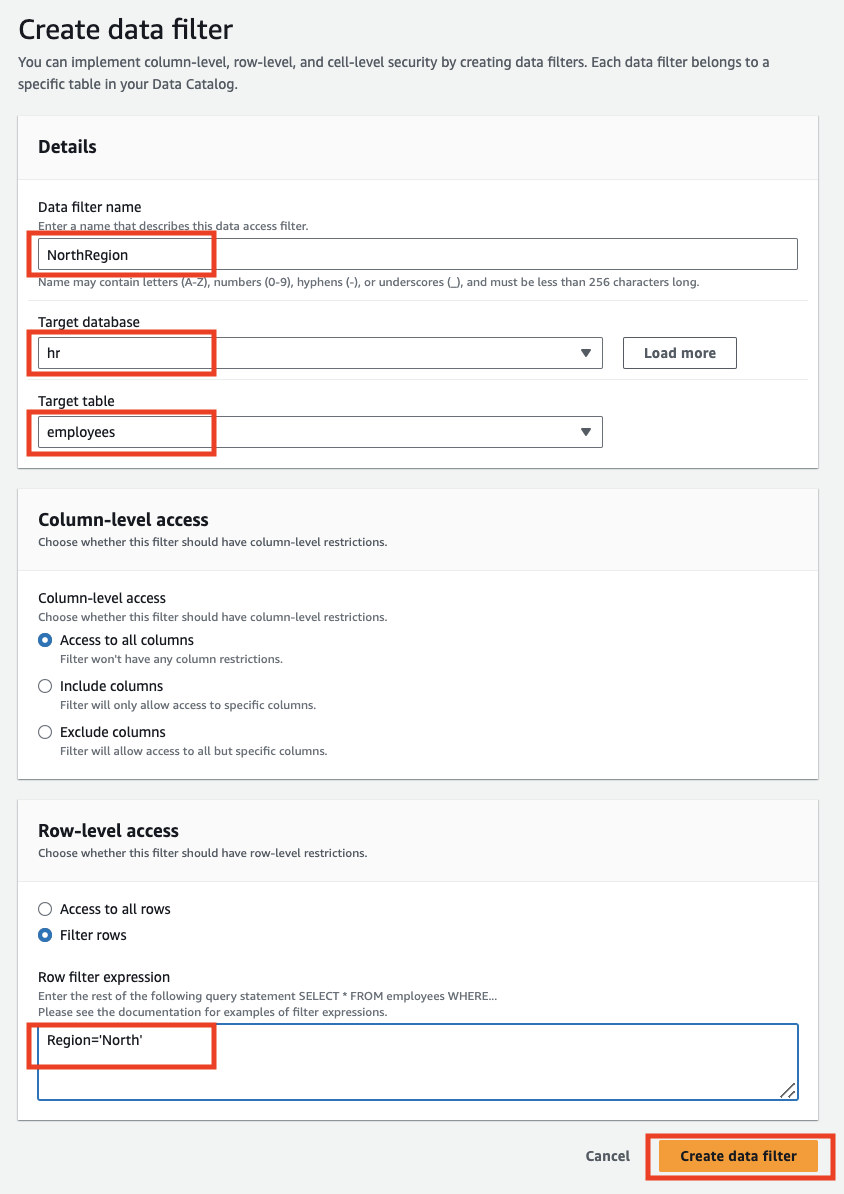 Create data filter
You can implement column-level, row-level, and cell-level security by creating data filters. Each data filter belongs to a
specific table in your Data Catalog.
Details
Data filter name
Enter a name that describes this data access filter.
NorthRegion
Name may contain letters (A-Z), numbers (0-9), hyphens (-), or underscores (_), and must be less than 256 characters long.
Target database
hr
Load more
Target table
employees
Column-level access
Choose whether this filter should have column-level restrictions.
Column-level access
Choose whether this filter should have column-level restrictions.
Access to all columns
Filter won't have any column restrictions.
Include columns
Filter will only allow access to specific columns.
Exclude columns
Filter will allow access to all but specific columns.
Row-level access
Choose whether this filter should have row-level restrictions.
Access to all rows
Filter rows
Row filter expression
Enter the rest of the following query statement SELECT * FROM employees WHERE...
Please see the documentation for examples of filter expressions.
Region='North'
Cancel
Create data filter